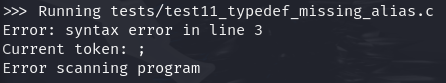 >>> Running tests/test11_typedef_missing_alias.c
Error: syntax error in line 3
Current token: ;
Error scanning program